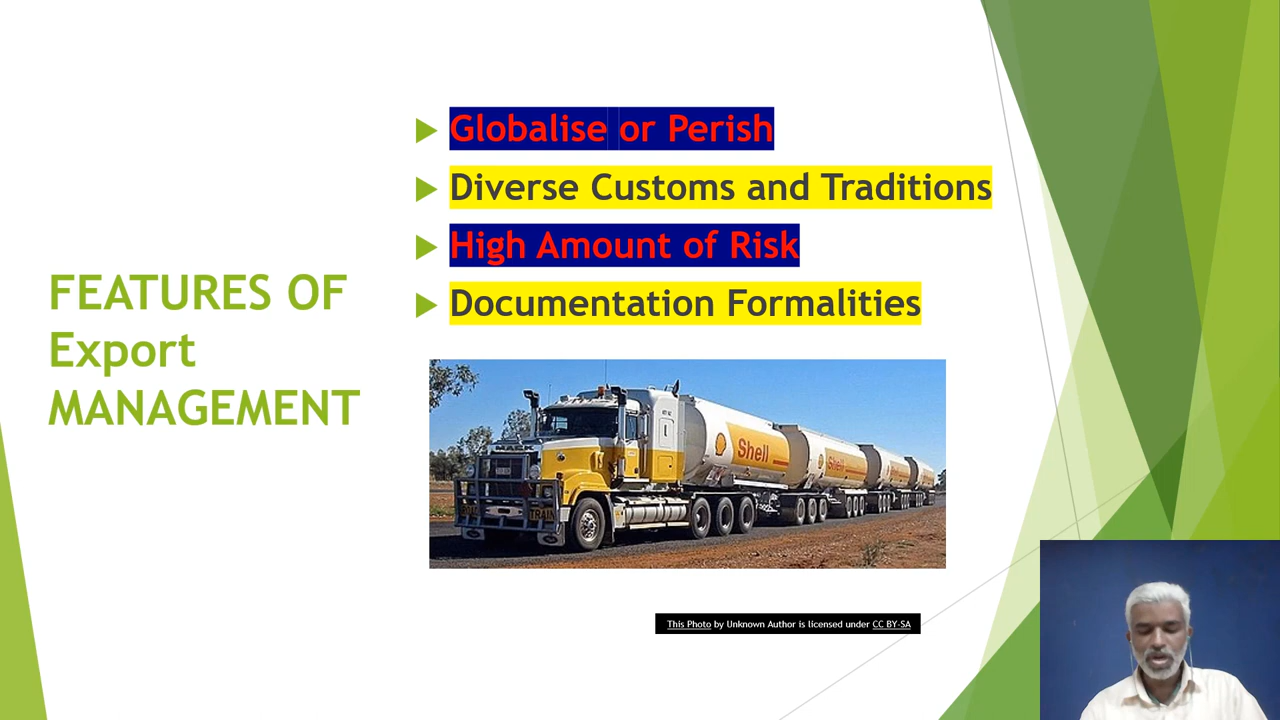 FEATURES OF
Export
MANAGEMENT
Globalise or Perish
Diverse Customs and Traditions
High Amount of Risk
Documentation Formalities
MACK
Shell
Shell
This Photo by Unknown Author is licensed under CC BY-SA